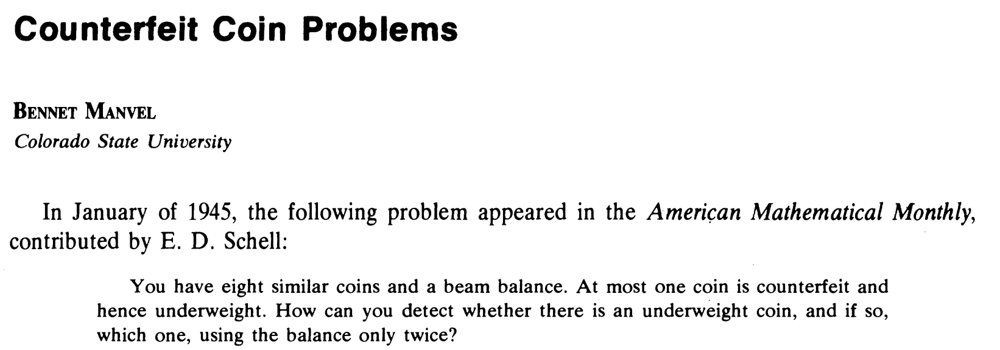 Counterfeit Coin Problems
BENNET MANVEL
Colorado State University
In January of 1945, the following problem appeared in the American Mathematical Monthly,
contributed by E. D. Schell:
You have eight similar coins and a beam balance. At most one coin is counterfeit and
hence underweight. How can you detect whether there is an underweight coin, and if so,
which one, using the balance only twice?